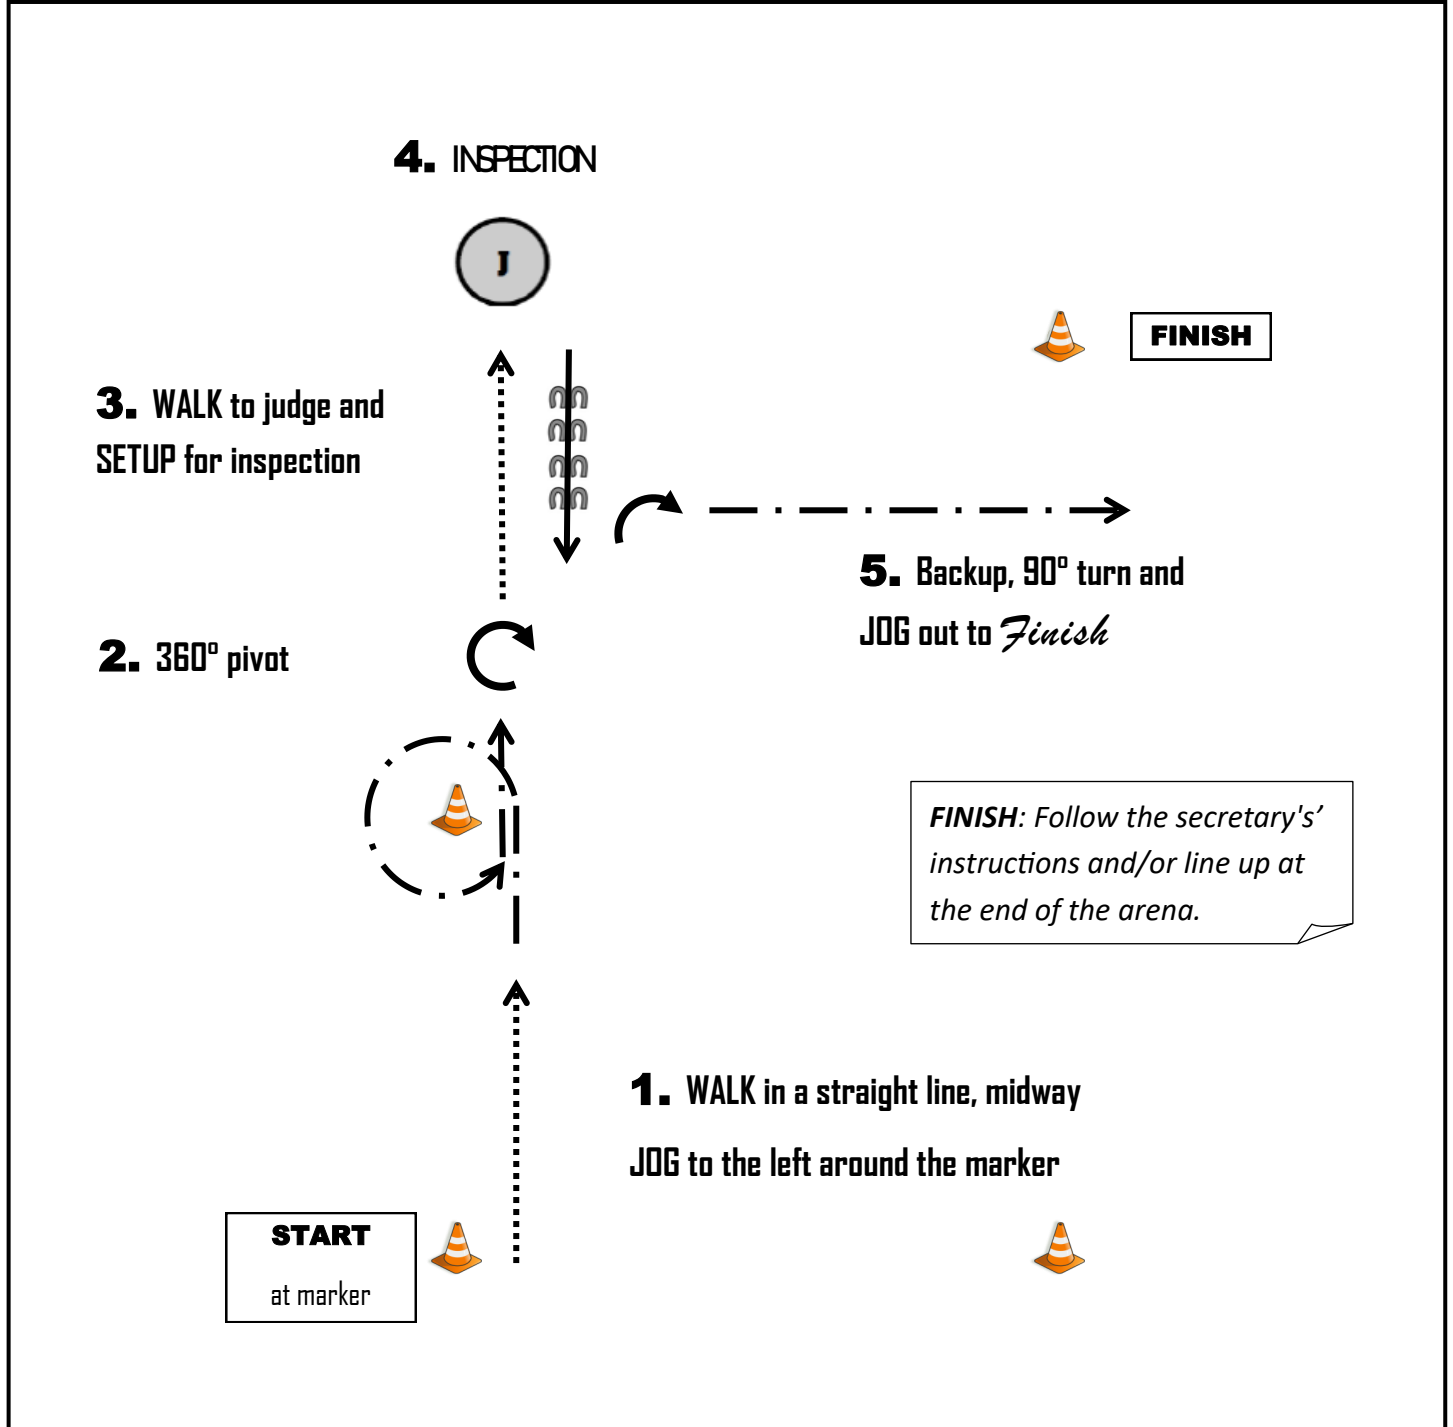 4. INSPECTION
J
FINISH
3. WALK to judge and
SETUP for inspection
5. Backup, 90° turn and
JOG out to Finish
2. 360° pivot
FINISH: Follow the secretary's’
instructions and/or line up at
the end of the arena.
1. WALK in a straight line, midway
JOG to the left around the marker
START
at marker